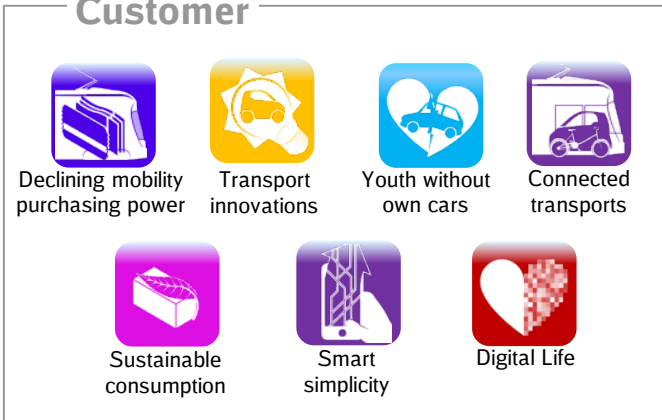 Customer
Declining mobility
purchasing power
Transport
innovations
Youth without
own cars
Connected
transports
Sustainable
consumption
Smart
simplicity
Digital Life